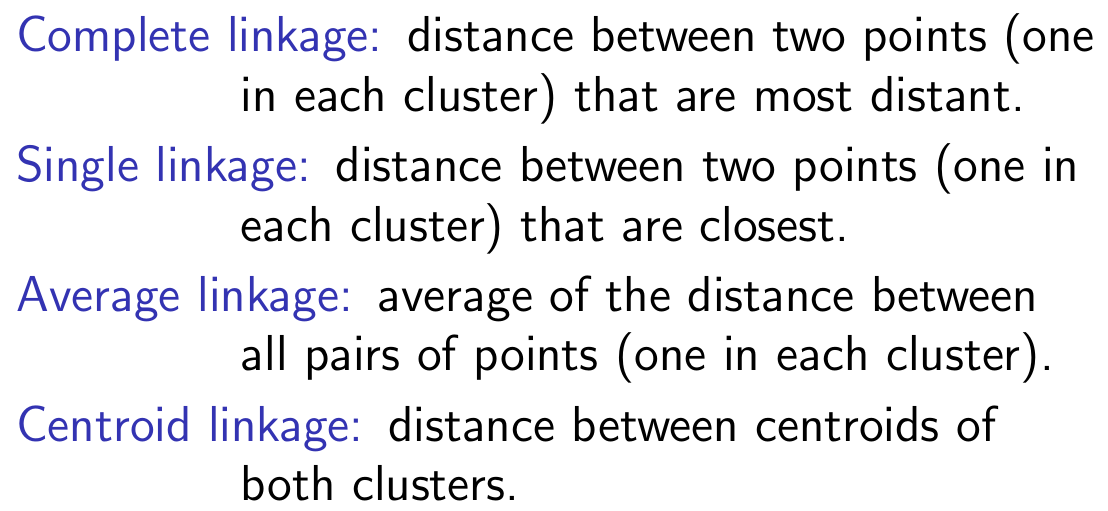 Complete linkage: distance between two points (one
in each cluster) that are most distant.
Single linkage: distance between two points (one in
each cluster) that are closest.
Average linkage: average of the distance between
all pairs of points (one in each cluster).
Centroid linkage: distance between centroids of
both clusters.